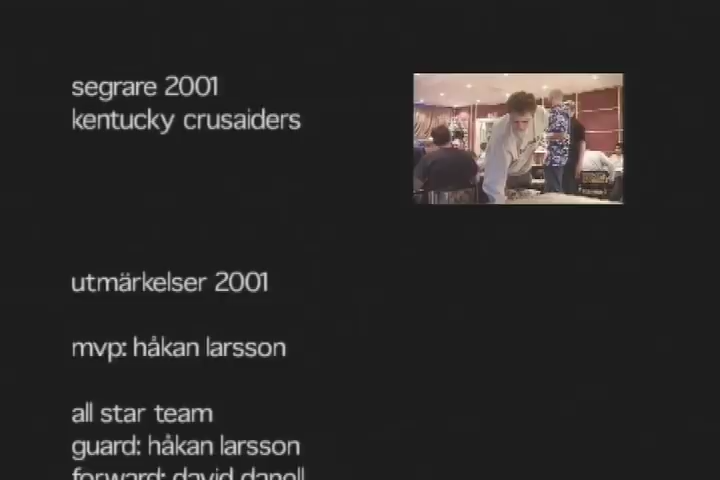 segrare 2001
kentucky crusaiders
utmärkelser 2001
mvp: håkan larsson
all star team
guard: håkan larsson
forward: david danell